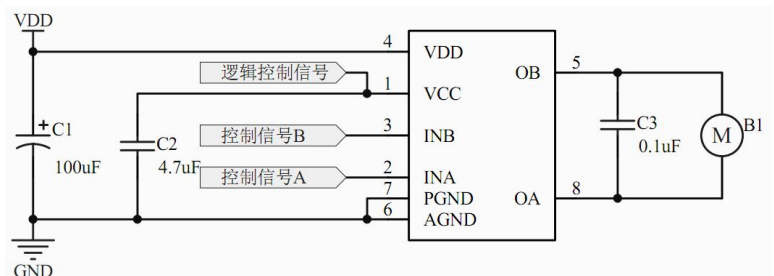 VDD
4
VDD
逻辑控制信号
1
VCC
OB
5
C1
C2
4.7uF
100uF
控制信号B
3
INB
C3
0.1uF
M
B1
控制信号A
2
INA
7
PGND
6
AGND
OA
8
GND